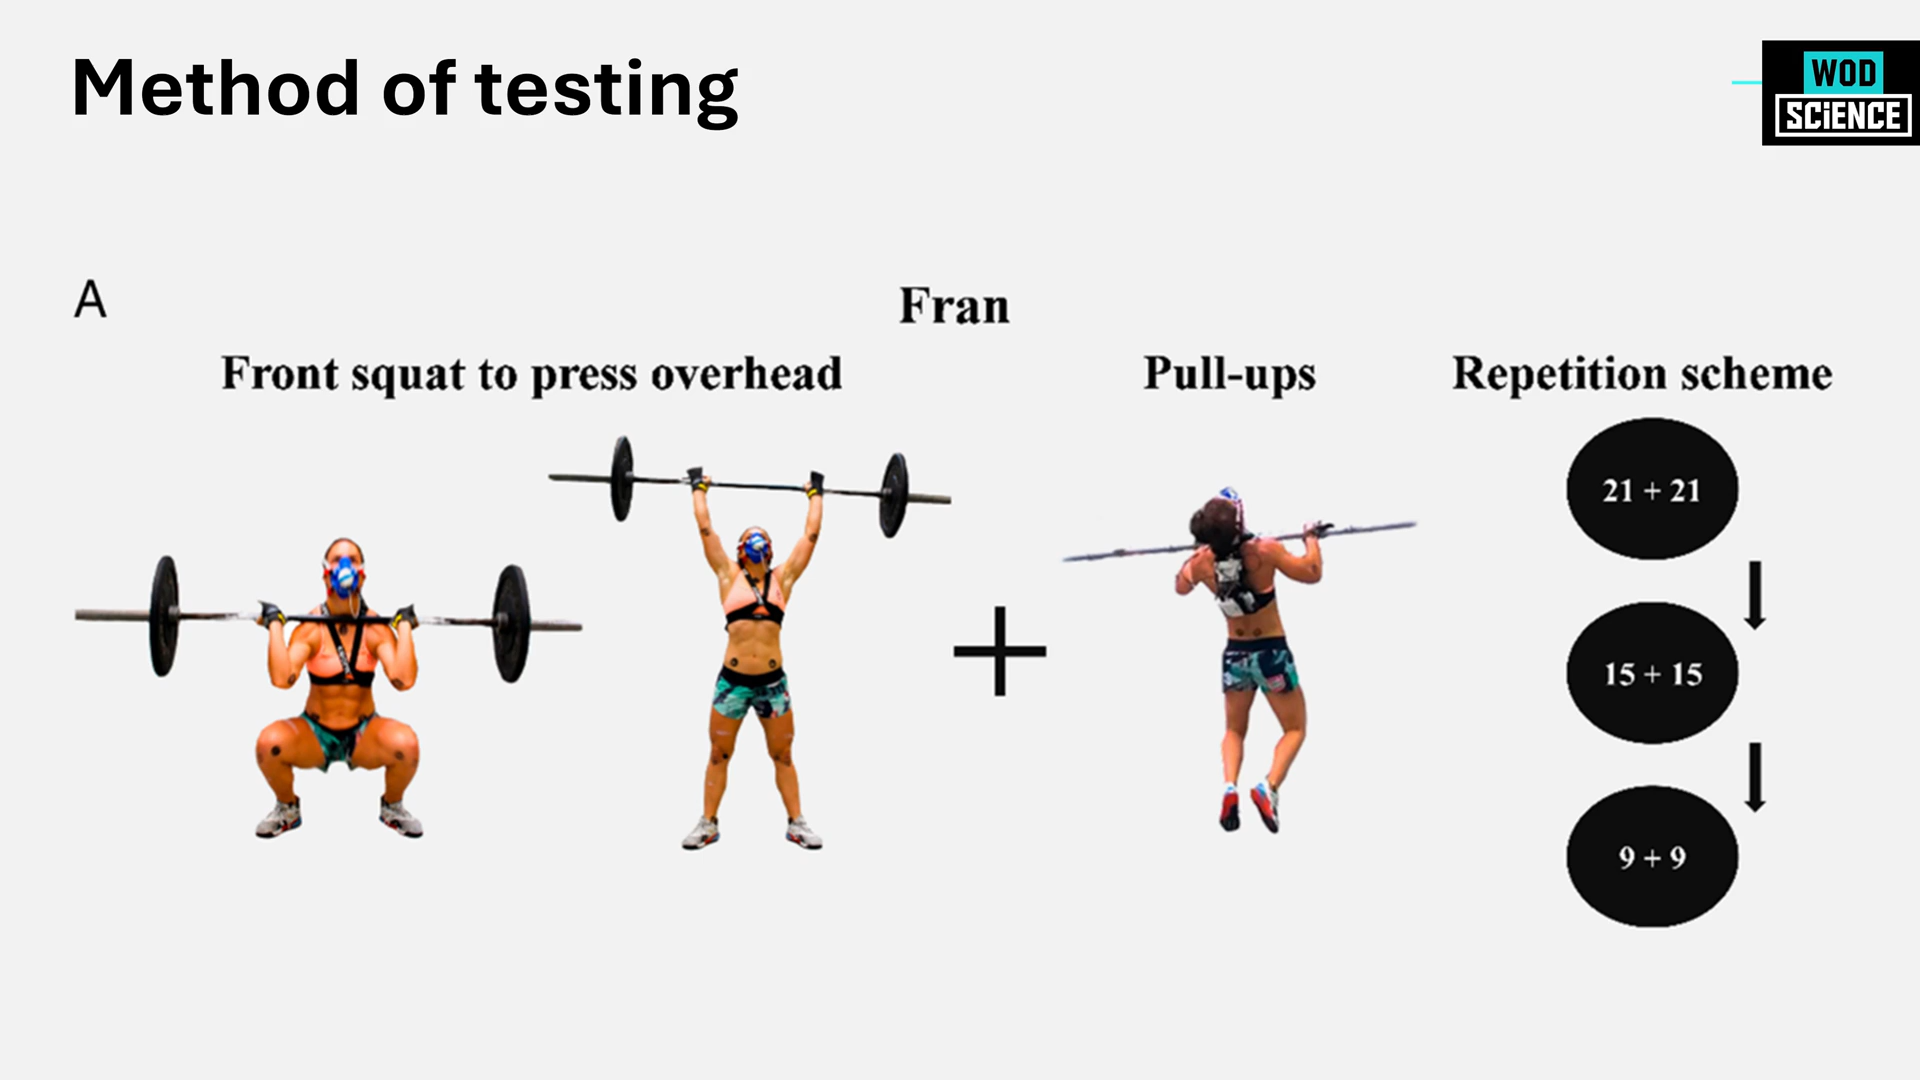 Method of testing
WOD
SCiENCE
A
Fran
Front squat to press overhead
Pull-ups
Repetition scheme
21 + 21
15 + 15
9 + 9